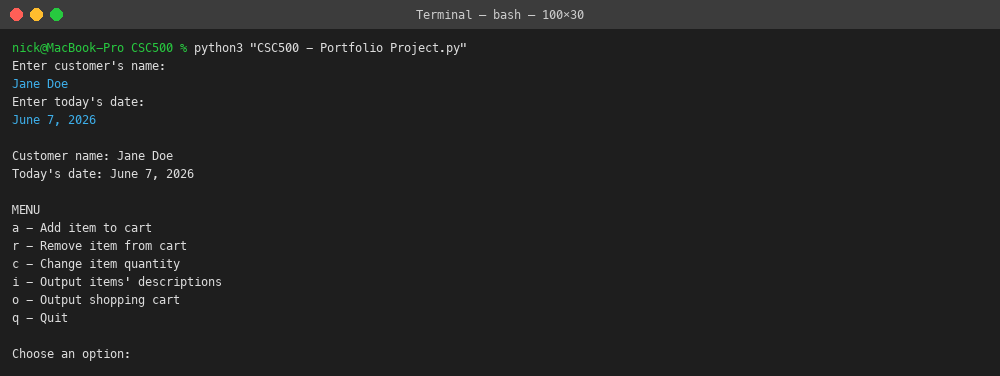 Terminal — bash — 100×30
nick@MacBook–Pro CSC500 % python3 "CSC500 – Portfolio Project.py"
Enter customer's name:
Jane Doe
Enter today's date:
June 7, 2026
Customer name: Jane Doe
Today's date: June 7, 2026
MENU
a – Add item to cart
r – Remove item from cart
c – Change item quantity
i – Output items' descriptions
o – Output shopping cart
q – Quit
Choose an option: